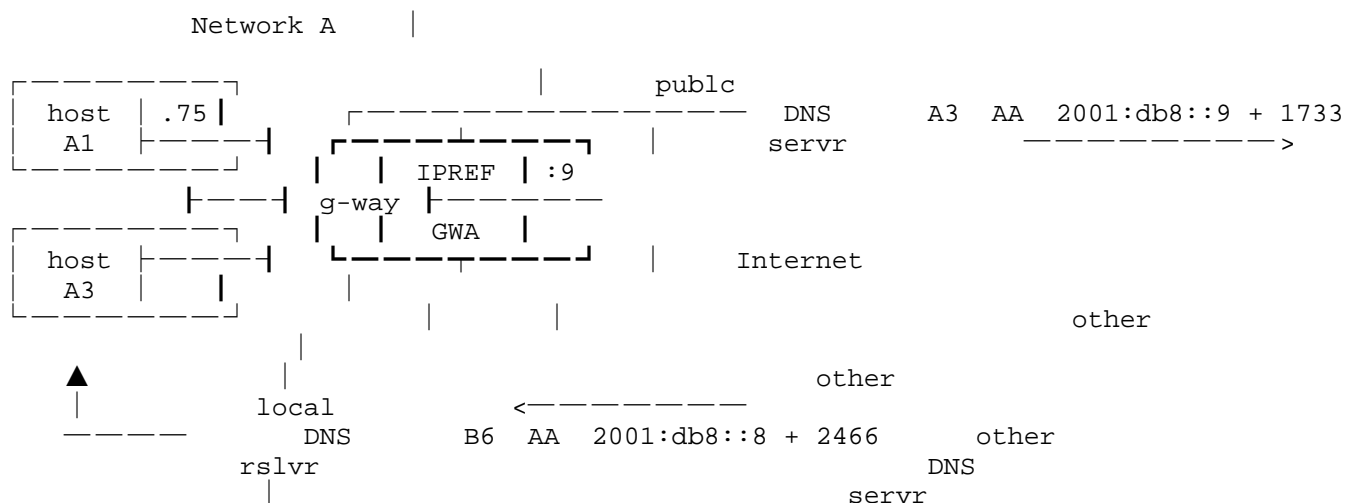 Network A
publc
host .75 DNS A3 AA 2001:db8::9 + 1733
A1 servr
IPREF :9
g-way
GWA
host Internet
A3
other
other
local
DNS B6 AA 2001:db8::8 + 2466 other
rslvr DNS
servr